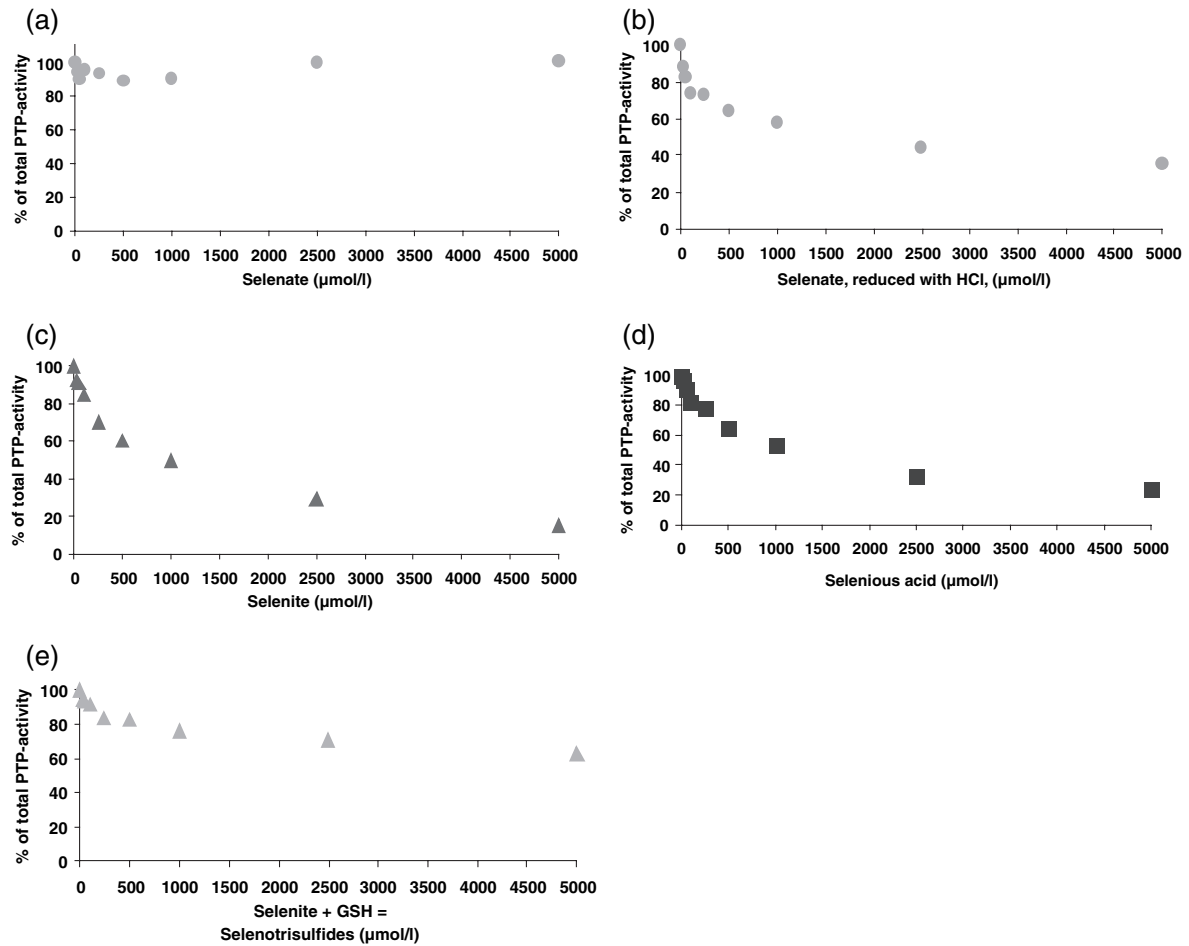 (a)
% of total PTP-activity
100
80
60
40
20
0
0 500 1000 1500 2000 2500 3000 3500 4000 4500 5000
Selenate (µmol/l)
(b)
% of total PTP-activity
100
80
60
40
20
0
0 500 1000 1500 2000 2500 3000 3500 4000 4500 5000
Selenate, reduced with HCl, (µmol/l)
(c)
% of total PTP-activity
100
80
60
40
20
0
0 500 1000 1500 2000 2500 3000 3500 4000 4500 5000
Selenite (µmol/l)
(d)
% of total PTP-activity
100
80
60
40
20
0
0 500 1000 1500 2000 2500 3000 3500 4000 4500 5000
Selenious acid (µmol/l)
(e)
% of total PTP-activity
100
80
60
40
20
0
0 500 1000 1500 2000 2500 3000 3500 4000 4500 5000
Selenite + GSH =
Selenotrisulfides (µmol/l)